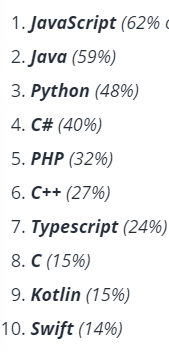 1. JavaScript (62%
2. Java (59%)
3. Python (48%)
4. C# (40%)
5. PHP (32%)
6. C++ (27%)
7. Typescript (24%)
8. C (15%)
9. Kotlin (15%)
10. Swift (14%)